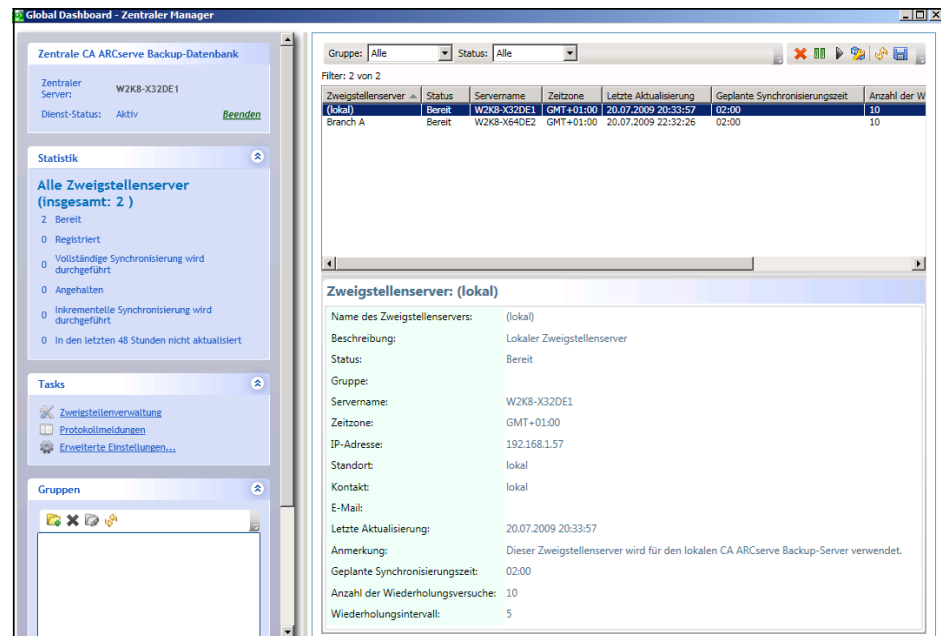 Global Dashboard - Zentraler Manager
Zentrale CA ARCserve Backup-Datenbank
Zentraler Server: W2K8-X32DE1
Dienst-Status: Aktiv Beenden
Statistik
Alle Zweigstellenserver
(insgesamt: 2 )
2 Bereit
0 Registriert
0 Vollständige Synchronisierung wird
durchgeführt
0 Angehalten
0 Inkrementelle Synchronisierung wird
durchgeführt
0 In den letzten 48 Stunden nicht aktualisiert
Tasks
Zweigstellenverwaltung
Protokollmeldungen
Erweiterte Einstellungen...
Gruppen
Gruppe: Alle Status: Alle
Filter: 2 von 2
Zweigstellenserver Status Servername Zeitzone Letzte Aktualisierung Geplante Synchronisierungszeit Anzahl der W
(lokal) Bereit W2K8-X32DE1 GMT+01:00 20.07.2009 20:33:57 02:00 10
Branch A Bereit W2K8-X64DE2 GMT+01:00 20.07.2009 22:32:26 02:00 10
Zweigstellenserver: (lokal)
Name des Zweigstellenservers: (lokal)
Beschreibung: Lokaler Zweigstellenserver
Status: Bereit
Gruppe:
Servername: W2K8-X32DE1
Zeitzone: GMT+01:00
IP-Adresse: 192.168.1.57
Standort: lokal
Kontakt: lokal
E-Mail:
Letzte Aktualisierung: 20.07.2009 20:33:57
Anmerkung: Dieser Zweigstellenserver wird für den lokalen CA ARCserve Backup-Server verwendet.
Geplante Synchronisierungszeit: 02:00
Anzahl der Wiederholungsversuche: 10
Wiederholungsintervall: 5